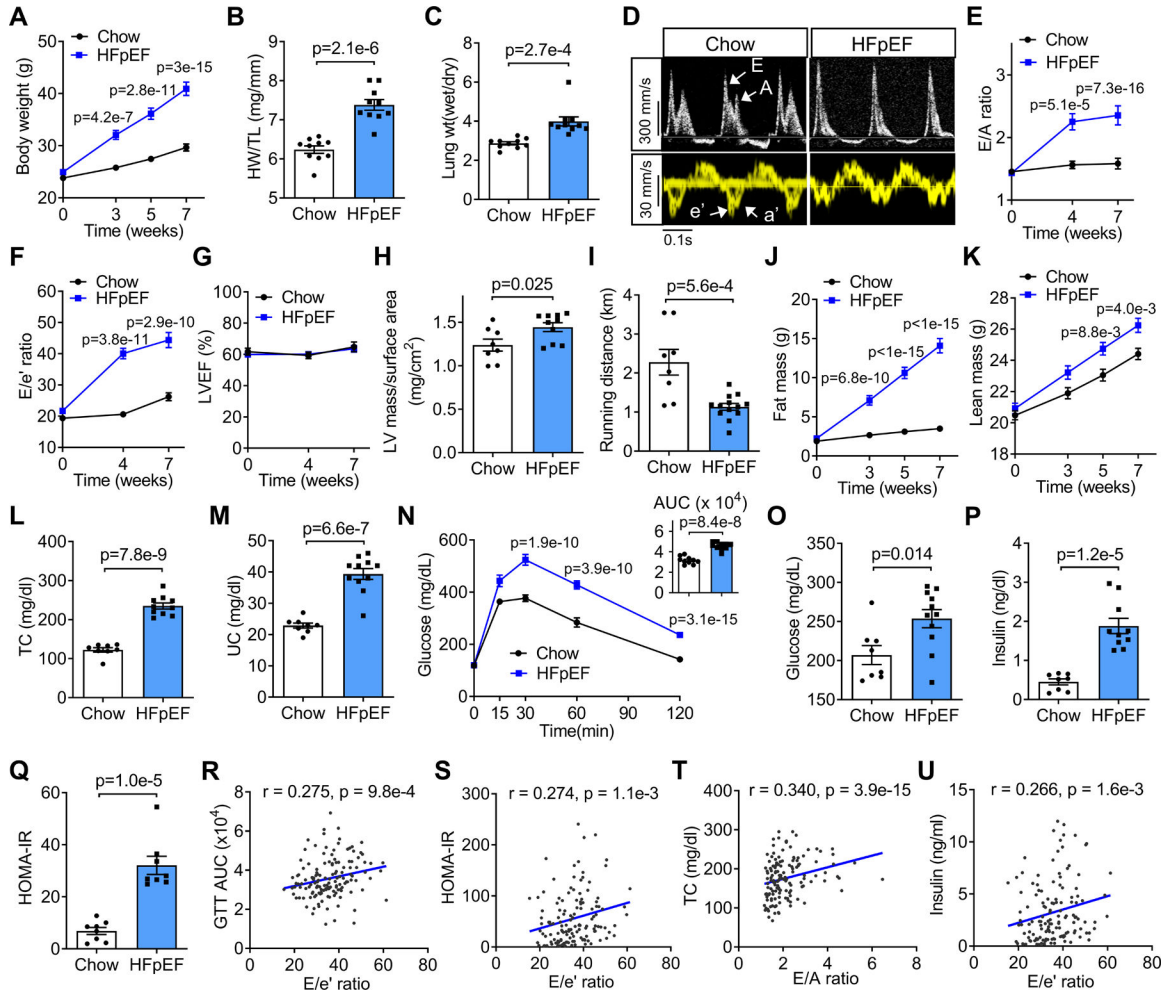 A
Chow
HFpEF
Body weight (g)
50
40
30
20
p=4.2e-7
p=2.8e-11
p=3e-15
0 3 5 7
Time (weeks)
B
p=2.1e-6
HW/TL (mg/mm)
9
8
7
6
5
Chow HFpEF
C
p=2.7e-4
Lung wt(wet/dry)
8
6
4
2
0
Chow HFpEF
D
Chow HFpEF
300 mm/s
E
A
30 mm/s
e' a'
0.1s
E
Chow
HFpEF
E/A ratio
3
2
1
p=5.1e-5
p=7.3e-16
0 4 7
Time (weeks)
F
Chow
HFpEF
E/e' ratio
60
50
40
30
20
10
p=3.8e-11
p=2.9e-10
0 4 7
Time (weeks)
G
Chow
HFpEF
LVEF (%)
100
80
60
40
20
0
0 4 7
Time (weeks)
H
p=0.025
LV mass/surface area
(mg/cm2)
1.5
1.0
0.5
0.0
Chow
HFpEF
I
p=5.6e-4
Running distance (km)
4
3
2
1
0
Chow
HFpEF
J
Chow
HFpEF
Fat mass (g)
20
15
10
5
0
p=6.8e-10
p<1e-15
p<1e-15
0 3 5 7
Time (weeks)
K
Chow
HFpEF
Lean mass (g)
28
26
24
22
20
18
p=8.8e-3
p=4.0e-3
0 3 5 7
Time (weeks)
L
p=7.8e-9
TC (mg/dl)
400
300
200
100
0
Chow HFpEF
M
p=6.6e-7
UC (mg/dl)
50
40
30
20
10
0
Chow HFpEF
N
Glucose (mg/dL)
600
400
200
0
p=1.9e-10
p=3.9e-10
p=3.1e-15
Chow
HFpEF
0 15 30 60 90 120
Time(min)
AUC (x 104)
p=8.4e-8
6
4
2
0
O
p=0.014
Glucose (mg/dL)
300
250
200
150
Chow HFpEF
P
p=1.2e-5
Insulin (ng/dl)
4
3
2
1
0
Chow HFpEF
Q
p=1.0e-5
HOMA-IR
60
40
20
0
Chow HFpEF
R
r = 0.275, p = 9.8e-4
GTT AUC (x104)
8
6
4
2
0
0 20 40 60 80
E/e' ratio
S
r = 0.274, p = 1.1e-3
HOMA-IR
300
250
200
150
100
50
0
0 20 40 60 80
E/e' ratio
T
r = 0.340, p = 3.9e-15
TC (mg/dl)
400
300
200
100
0
0 2 4 6 8
E/A ratio
U
r = 0.266, p = 1.6e-3
Insulin (ng/ml)
15
10
5
0
0 20 40 60 80
E/e' ratio